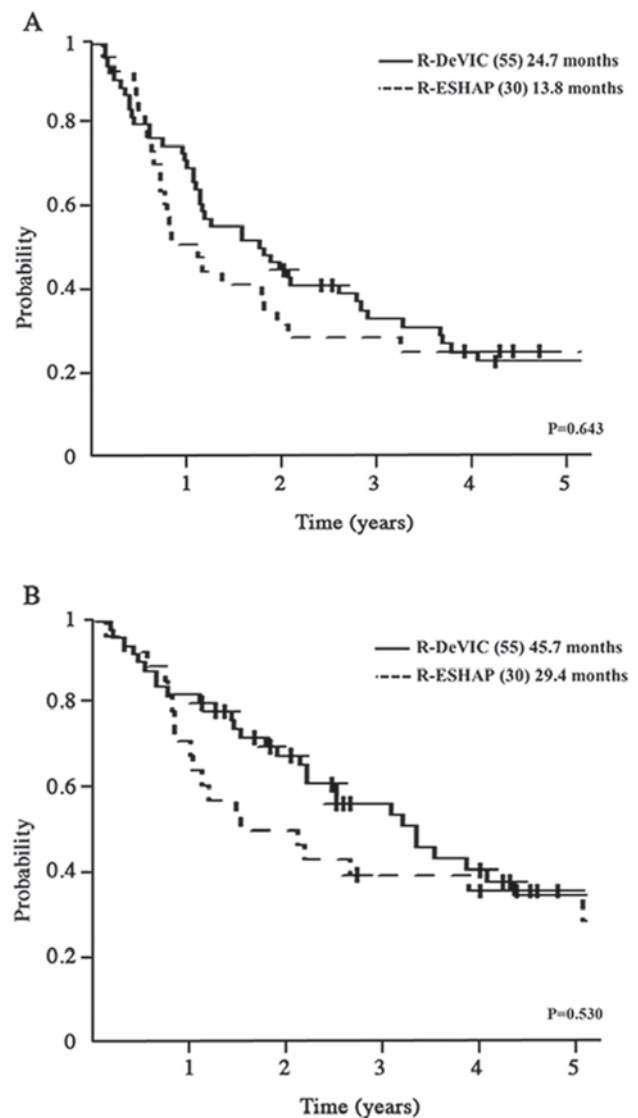 A
R-DeVIC (55) 24.7 months
R-ESHAP (30) 13.8 months
Probability
1
0.8
0.6
0.4
0.2
0
P=0.643
1 2 3 4 5
Time (years)
B
R-DeVIC (55) 45.7 months
R-ESHAP (30) 29.4 months
Probability
1
0.8
0.6
0.4
0.2
0
P=0.530
1 2 3 4 5
Time (years)